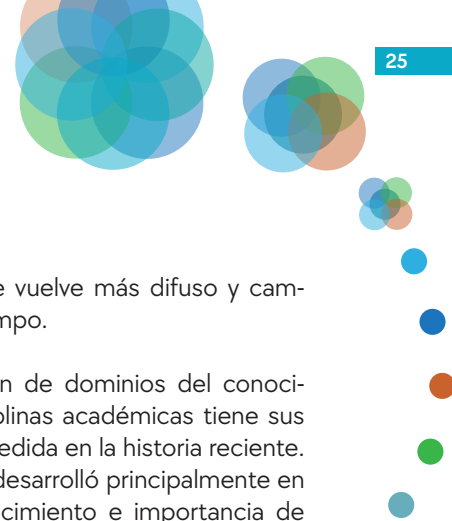 25
e vuelve más difuso y cam-
mpo.
n de dominios del conoci-
plinas académicas tiene sus
edida en la historia reciente.
desarrolló principalmente en
cimiento e importancia de